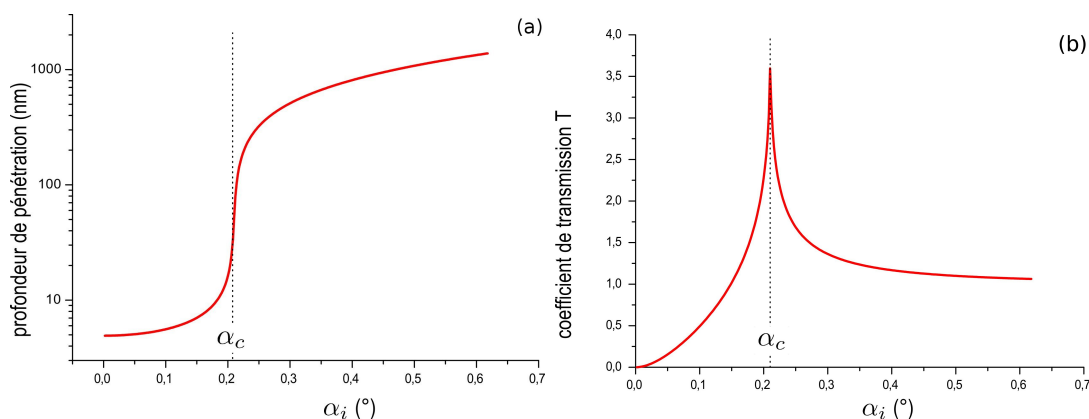 (a)
profondeur de pénétration (nm)
1000
100
10
α_c
0,0 0,1 0,2 0,3 0,4 0,5 0,6 0,7
α_i (°)
(b)
coefficient de transmission T
4,0
3,5
3,0
2,5
2,0
1,5
1,0
0,5
0,0
α_c
0,0 0,1 0,2 0,3 0,4 0,5 0,6 0,7
α_i (°)